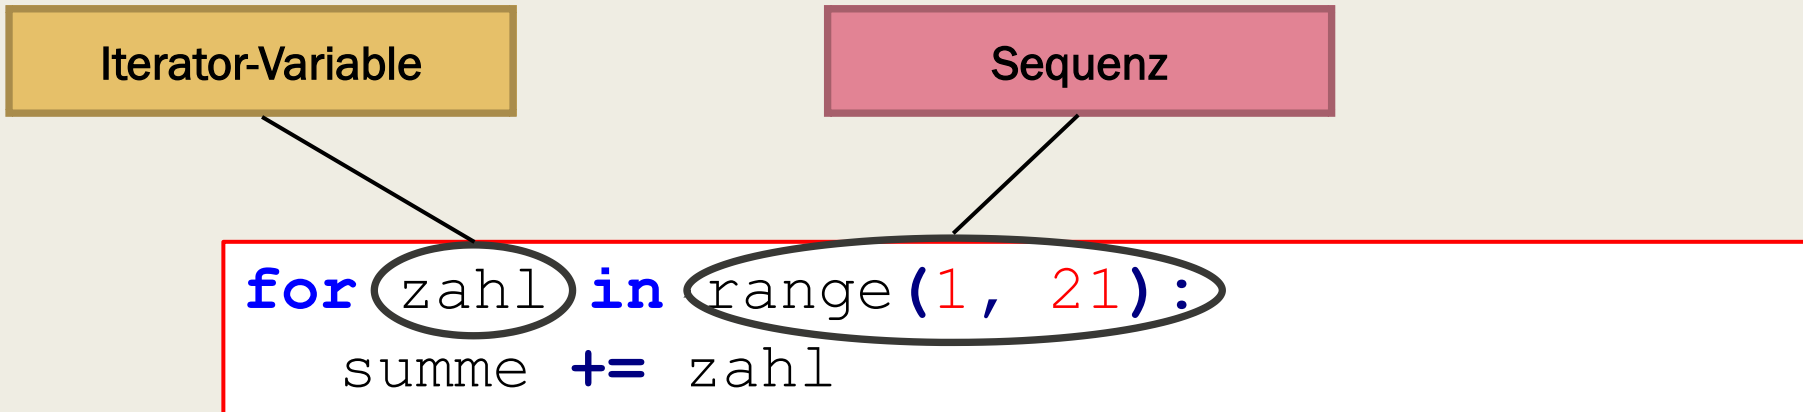 Iterator-Variable
Sequenz
for zahl in range(1, 21):
summe += zahl